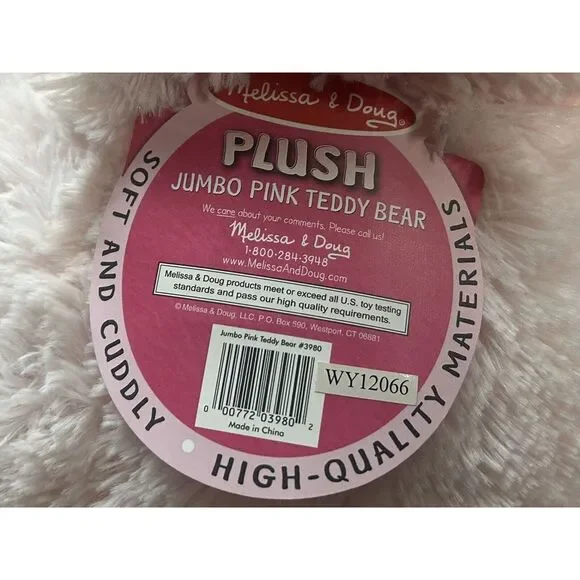 Melissa & Doug®
PLUSH
JUMBO PINK TEDDY BEAR
We care about your comments. Please call us!
Melissa & Doug
1-800-284-3948
www.MelissaAndDoug.com
Melissa & Doug products meet or exceed all U.S. toy testing
standards and pass our high quality requirements.
© Melissa & Doug, LLC, P.O. Box 590, Westport, CT 06881
Jumbo Pink Teddy Bear #3980
0 00772 03980 2
Made in China
WY12066
SOFT AND CUDDLY
HIGH-QUALITY MATERIALS